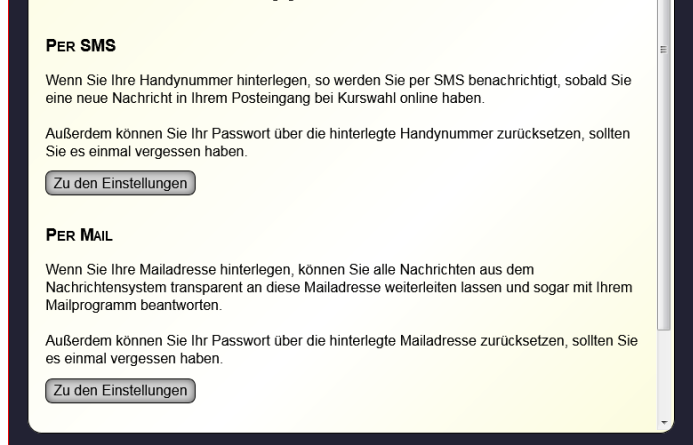 PER SMS
Wenn Sie Ihre Handynummer hinterlegen, so werden Sie per SMS benachrichtigt, sobald Sie
eine neue Nachricht in Ihrem Posteingang bei Kurswahl online haben.
Außerdem können Sie Ihr Passwort über die hinterlegte Handynummer zurücksetzen, sollten
Sie es einmal vergessen haben.
Zu den Einstellungen
PER MAIL
Wenn Sie Ihre Mailadresse hinterlegen, können Sie alle Nachrichten aus dem
Nachrichtensystem transparent an diese Mailadresse weiterleiten lassen und sogar mit Ihrem
Mailprogramm beantworten.
Außerdem können Sie Ihr Passwort über die hinterlegte Mailadresse zurücksetzen, sollten Sie
es einmal vergessen haben.
Zu den Einstellungen